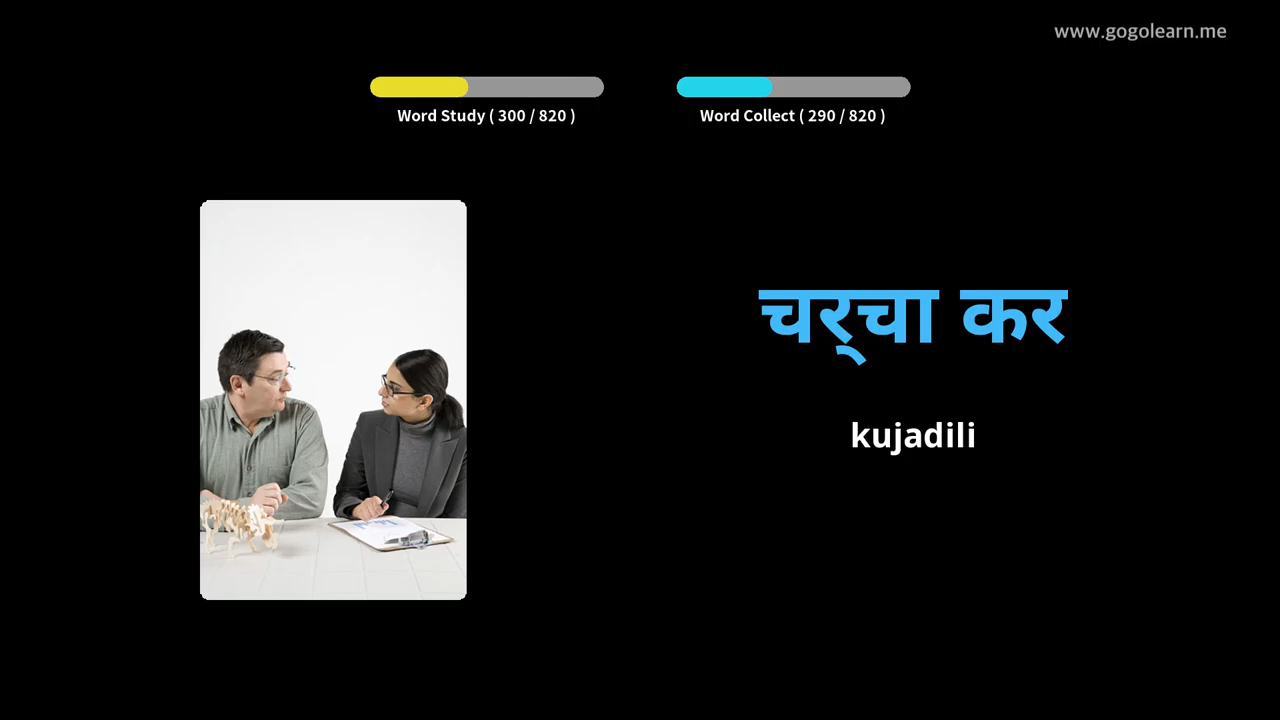 www.gogolearn.me
Word Study ( 300 / 820 )
Word Collect ( 290 / 820 )
चर्‌चा कर
kujadili